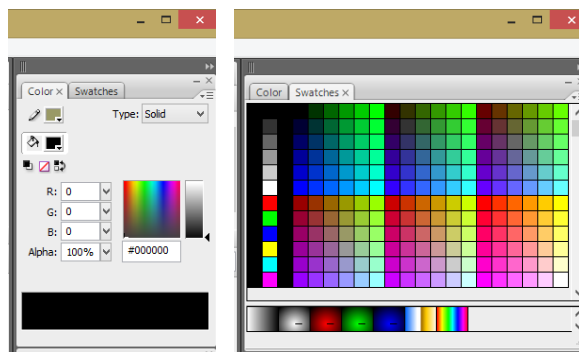 Color × Swatches
Type: Solid
R: 0
G: 0
B: 0
Alpha: 100% #000000
Color Swatches ×